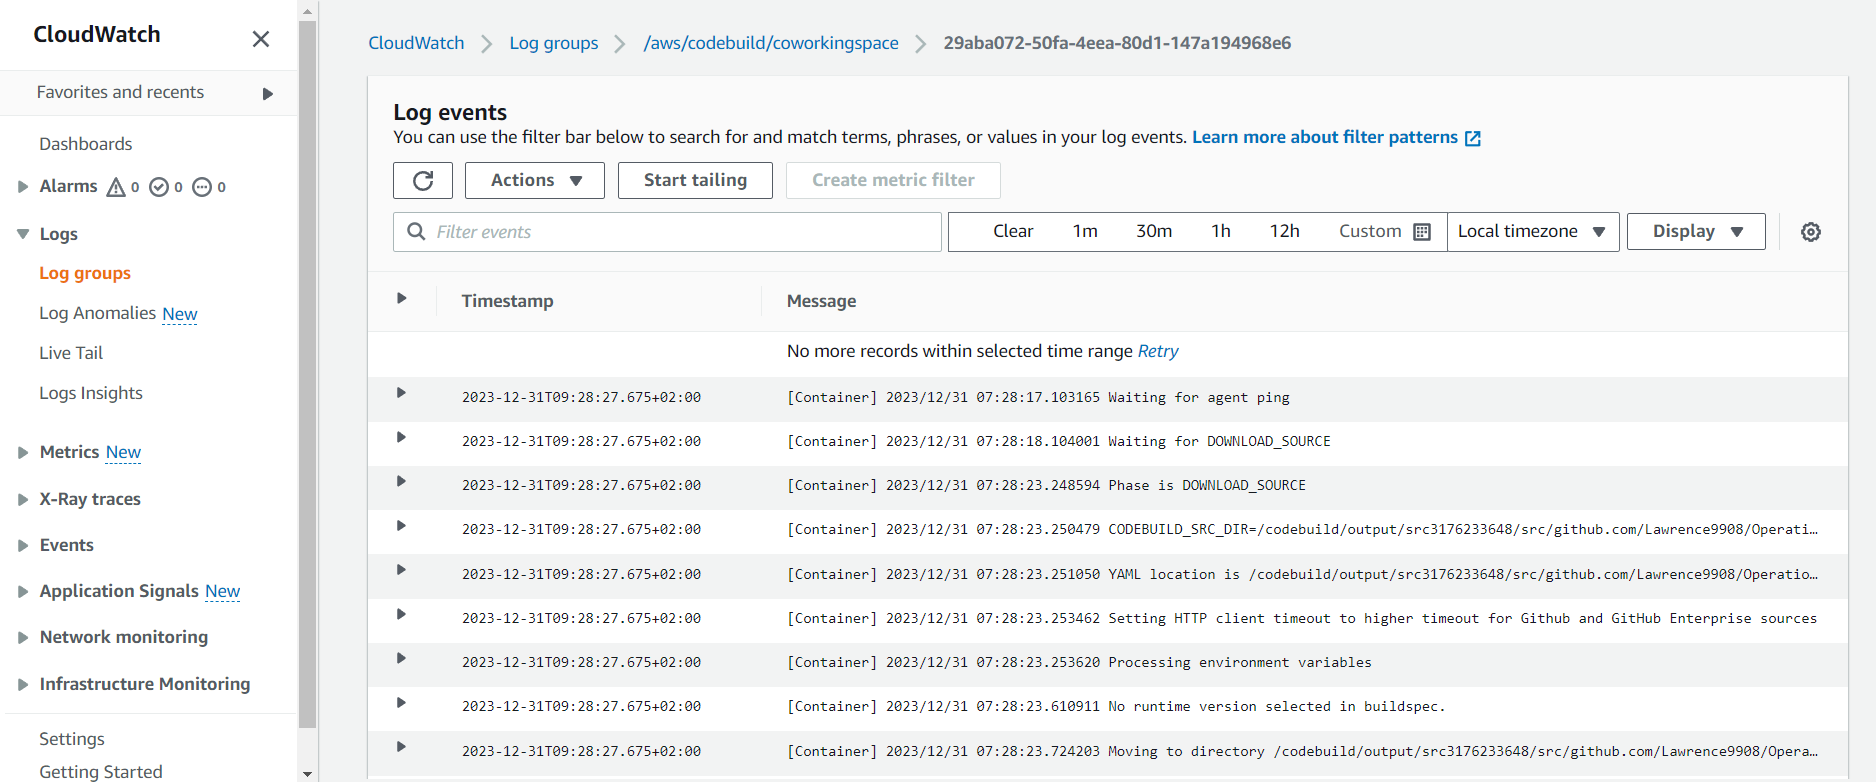 CloudWatch
Favorites and recents
Dashboards
Alarms 0 0 0
Logs
Log groups
Log Anomalies New
Live Tail
Logs Insights
Metrics New
X-Ray traces
Events
Application Signals New
Network monitoring
Infrastructure Monitoring
Settings
Getting Started
CloudWatch Log groups /aws/codebuild/coworkingspace 29aba072-50fa-4eea-80d1-147a194968e6
Log events
You can use the filter bar below to search for and match terms, phrases, or values in your log events. Learn more about filter patterns
Actions Start tailing Create metric filter
Filter events Clear 1m 30m 1h 12h Custom Local timezone Display
Timestamp Message
No more records within selected time range Retry
2023-12-31T09:28:27.675+02:00 [Container] 2023/12/31 07:28:17.103165 Waiting for agent ping
2023-12-31T09:28:27.675+02:00 [Container] 2023/12/31 07:28:18.104001 Waiting for DOWNLOAD_SOURCE
2023-12-31T09:28:27.675+02:00 [Container] 2023/12/31 07:28:23.248594 Phase is DOWNLOAD_SOURCE
2023-12-31T09:28:27.675+02:00 [Container] 2023/12/31 07:28:23.250479 CODEBUILD_SRC_DIR=/codebuild/output/src3176233648/src/github.com/Lawrence9908/Operati…
2023-12-31T09:28:27.675+02:00 [Container] 2023/12/31 07:28:23.251050 YAML location is /codebuild/output/src3176233648/src/github.com/Lawrence9908/Operatio…
2023-12-31T09:28:27.675+02:00 [Container] 2023/12/31 07:28:23.253462 Setting HTTP client timeout to higher timeout for Github and GitHub Enterprise sources
2023-12-31T09:28:27.675+02:00 [Container] 2023/12/31 07:28:23.253620 Processing environment variables
2023-12-31T09:28:27.675+02:00 [Container] 2023/12/31 07:28:23.610911 No runtime version selected in buildspec.
2023-12-31T09:28:27.675+02:00 [Container] 2023/12/31 07:28:23.724203 Moving to directory /codebuild/output/src3176233648/src/github.com/Lawrence9908/Opera…